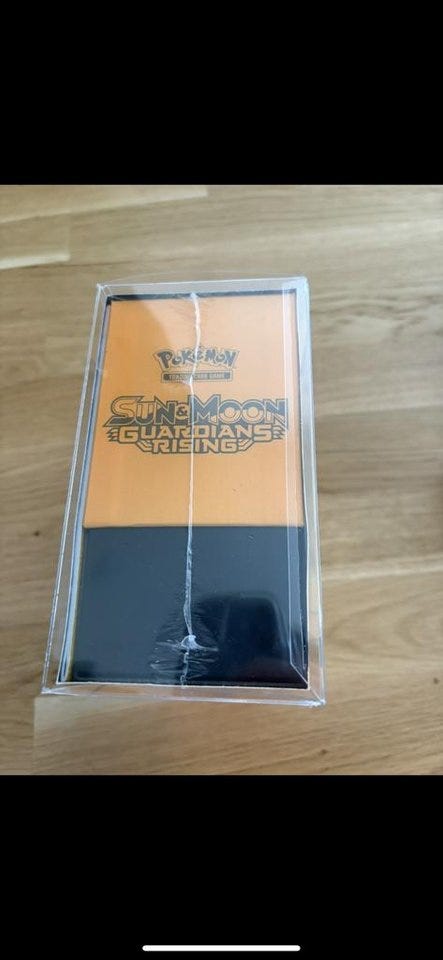 POKÉMON
TRADING CARD GAME
SUN & MOON
GUARDIANS
RISING